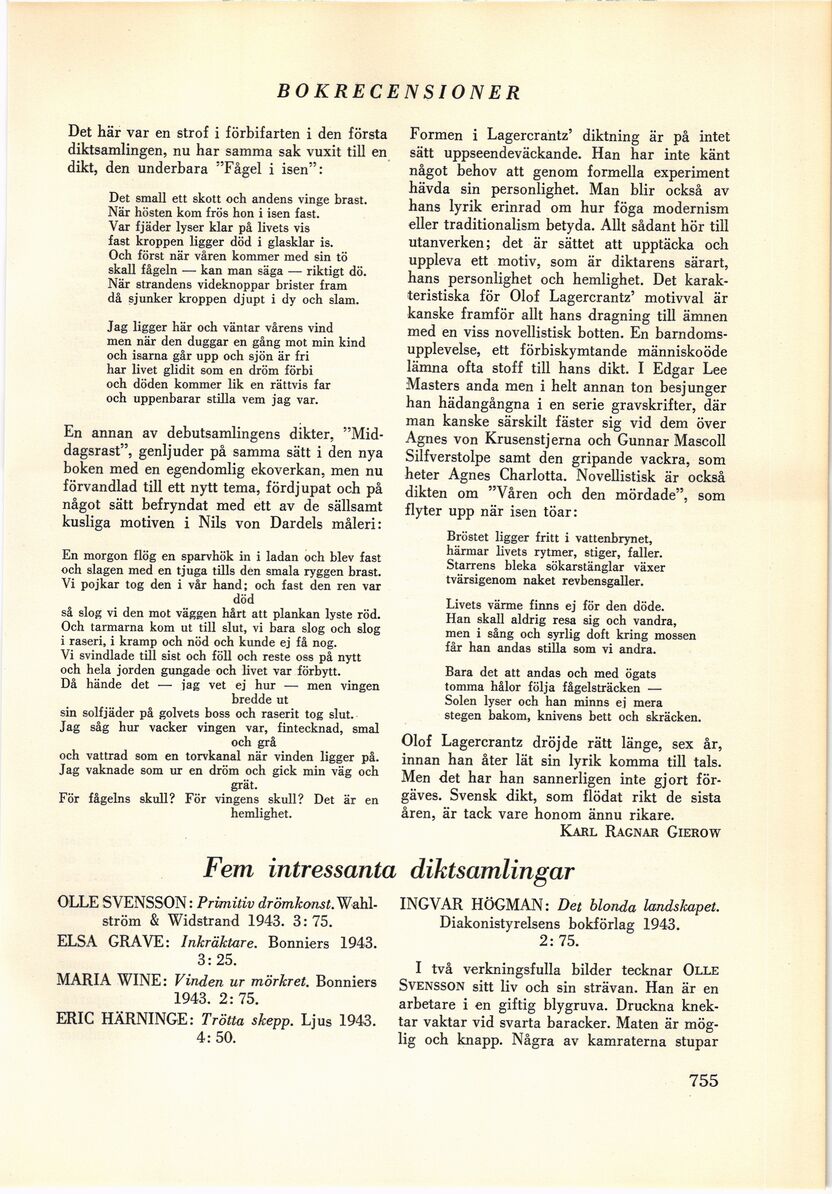 BOKRECENSIONER
Det här var en strof i förbifarten i den första
diktsamlingen, nu har samma sak vuxit till en
dikt, den underbara ”Fågel i isen”:
Det small ett skott och andens vinge brast.
När hösten kom frös hon i isen fast.
Var fjäder lyser klar på livets vis
fast kroppen ligger död i glasklar is.
Och först när våren kommer med sin tö
skall fågeln — kan man säga — riktigt dö.
När strandens videknoppar brister fram
då sjunker kroppen djupt i dy och slam.
Jag ligger här och väntar vårens vind
men när den duggar en gång mot min kind
och isarna går upp och sjön är fri
har livet glidit som en dröm förbi
och döden kommer lik en rättvis far
och uppenbarar stilla vem jag var.
En annan av debutsamlingens dikter, ”Mid-
dagsrast”, genljuder på samma sätt i den nya
boken med en egendomlig ekoverkan, men nu
förvandlad till ett nytt tema, fördjupat och på
något sätt befryndat med ett av de sällsamt
kusliga motiven i Nils von Dardels måleri:
En morgon flög en sparvhök in i ladan och blev fast
och slagen med en tjuga tills den smala ryggen brast.
Vi pojkar tog den i vår hand; och fast den ren var
död
så slog vi den mot väggen hårt att plankan lyste röd.
Och tarmarna kom ut till slut, vi bara slog och slog
i raseri, i kramp och nöd och kunde ej få nog.
Vi svindlade till sist och föll och reste oss på nytt
och hela jorden gungade och livet var förbytt.
Då hände det — jag vet ej hur — men vingen
bredde ut
sin solfjäder på golvets boss och raserit tog slut.
Jag såg hur vacker vingen var, fintecknad, smal
och grå
och vattrad som en torvkanal när vinden ligger på.
Jag vaknade som ur en dröm och gick min väg och
gråt.
För fågelns skull? För vingens skull? Det är en
hemlighet.
Formen i Lagercrantz’ diktning är på intet
sätt uppseendeväckande. Han har inte känt
något behov att genom formella experiment
hävda sin personlighet. Man blir också av
hans lyrik erinrad om hur föga modernism
eller traditionalism betyda. Allt sådant hör till
utanverken; det är sättet att upptäcka och
uppleva ett motiv, som är diktarens särart,
hans personlighet och hemlighet. Det karak-
teristiska för Olof Lagercrantz’ motivval är
kanske framför allt hans dragning till ämnen
med en viss novellistisk botten. En barndoms-
upplevelse, ett förbiskymtande människoöde
lämna ofta stoff till hans dikt. I Edgar Lee
Masters anda men i helt annan ton besjunger
han hädangångna i en serie gravskrifter, där
man kanske särskilt fäster sig vid dem över
Agnes von Krusenstjerna och Gunnar Mascoll
Silfverstolpe samt den gripande vackra, som
heter Agnes Charlotta. Novellistisk är också
dikten om ”Våren och den mördade”, som
flyter upp när isen töar:
Bröstet ligger fritt i vattenbrynet,
härmar livets rytmer, stiger, faller.
Starrens bleka sökarstänglar växer
tvärsigenom naket revbensgaller.
Livets värme finns ej för den döde.
Han skall aldrig resa sig och vandra,
men i sång och syrlig doft kring mossen
får han andas stilla som vi andra.
Bara det att andas och med ögats
tomma hålor följa fågelsträcken —
Solen lyser och han minns ej mera
stegen bakom, knivens bett och skräcken.
Olof Lagercrantz dröjde rätt länge, sex år,
innan han åter lät sin lyrik komma till tals.
Men det har han sannerligen inte gjort för-
gäves. Svensk dikt, som flödat rikt de sista
åren, är tack vare honom ännu rikare.
KARL RAGNAR GIEROW
Fem intressanta diktsamlingar
OLLE SVENSSON: Primitiv drömkonst. Wahl-
ström & Widstrand 1943. 3: 75.
ELSA GRAVE: Inkräktare. Bonniers 1943.
3: 25.
MARIA WINE: Vinden ur mörkret. Bonniers
1943. 2: 75.
ERIC HÄRNINGE: Trötta skepp. Ljus 1943.
4: 50.
INGVAR HÖGMAN: Det blonda landskapet.
Diakonistyrelsens bokförlag 1943.
2: 75.
I två verkningsfulla bilder tecknar OLLE
SVENSSON sitt liv och sin strävan. Han är en
arbetare i en giftig blygruva. Druckna knek-
tar vaktar vid svarta baracker. Maten är mög-
lig och knapp. Några av kamraterna stupar
755